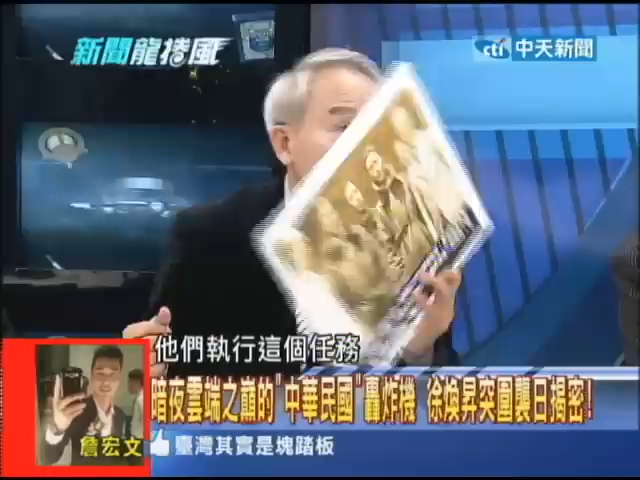 新聞龍捲風
cti 中天新聞
他們執行這個任務
暗夜雲端之巔的"中華民國"轟炸機 徐煥昇突圍襲日揭密!
詹宏文
臺灣其實是塊踏板